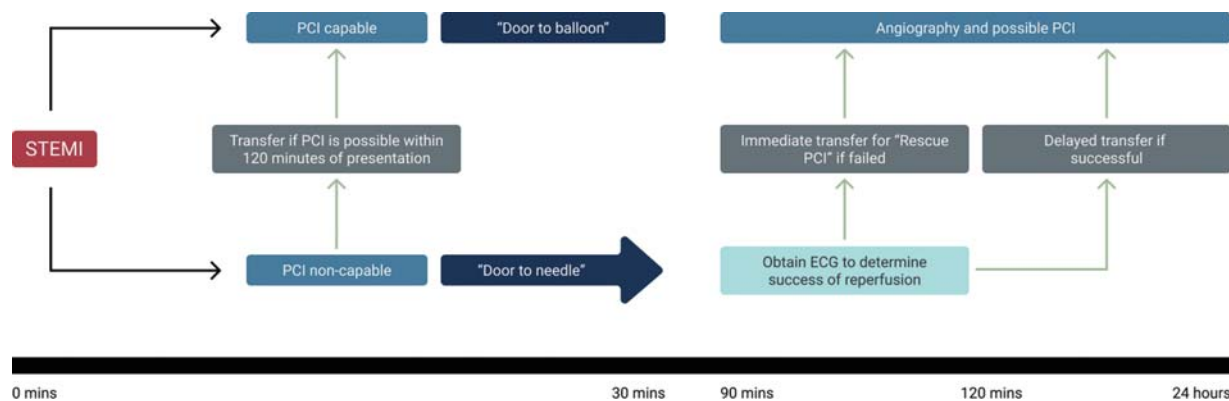 PCI capable
“Door to balloon”
Angiography and possible PCI
STEMI
Transfer if PCI is possible within
120 minutes of presentation
Immediate transfer for “Rescue
PCI” if failed
Delayed transfer if
successful
PCI non-capable
“Door to needle”
Obtain ECG to determine
success of reperfusion
0 mins
30 mins
90 mins
120 mins
24 hours